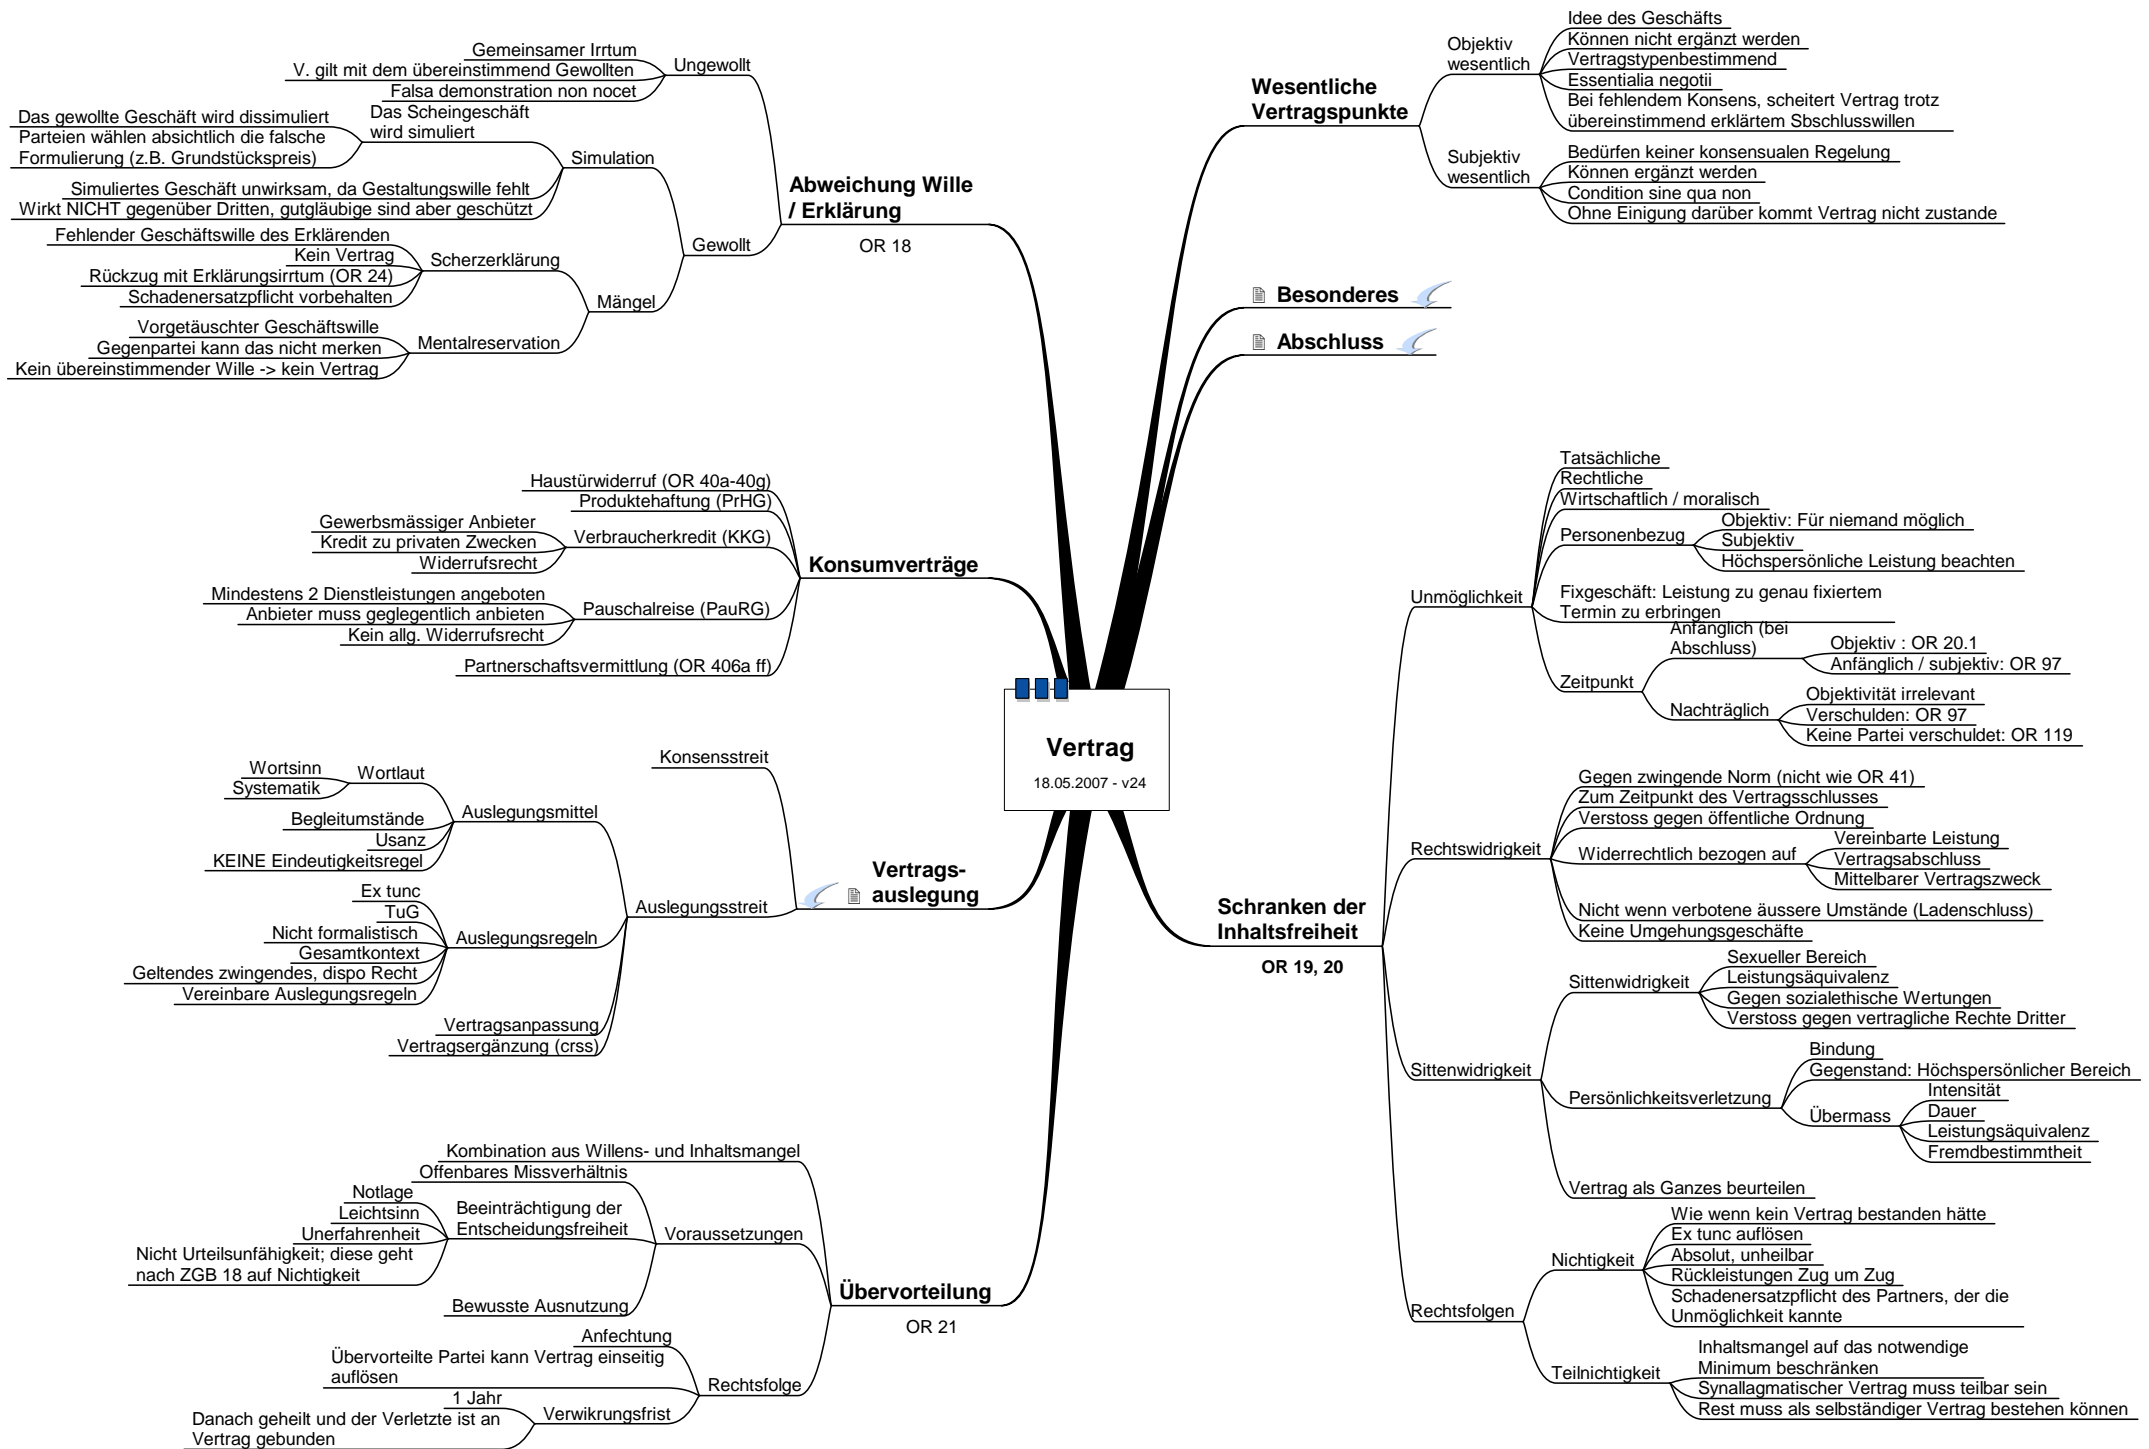 Vertrag
18.05.2007 - v24
Wesentliche
Vertragspunkte
Objektiv
wesentlich
Idee des Geschäfts
Können nicht ergänzt werden
Vertragstypenbestimmend
Essentialia negotii
Bei fehlendem Konsens, scheitert Vertrag trotz
übereinstimmend erklärtem Sbschlusswillen
Subjektiv
wesentlich
Bedürfen keiner konsensualen Regelung
Können ergänzt werden
Condition sine qua non
Ohne Einigung darüber kommt Vertrag nicht zustande
Besonderes
Abschluss
Schranken der
Inhaltsfreiheit
OR 19, 20
Unmöglichkeit
Tatsächliche
Rechtliche
Wirtschaftlich / moralisch
Personenbezug
Objektiv: Für niemand möglich
Subjektiv
Höchspersönliche Leistung beachten
Fixgeschäft: Leistung zu genau fixiertem
Termin zu erbringen
Zeitpunkt
Anfänglich (bei
Abschluss)
Objektiv : OR 20.1
Anfänglich / subjektiv: OR 97
Nachträglich
Objektivität irrelevant
Verschulden: OR 97
Keine Partei verschuldet: OR 119
Rechtswidrigkeit
Gegen zwingende Norm (nicht wie OR 41)
Zum Zeitpunkt des Vertragsschlusses
Verstoss gegen öffentliche Ordnung
Widerrechtlich bezogen auf
Vereinbarte Leistung
Vertragsabschluss
Mittelbarer Vertragszweck
Nicht wenn verbotene äussere Umstände (Ladenschluss)
Keine Umgehungsgeschäfte
Sittenwidrigkeit
Sittenwidrigkeit
Sexueller Bereich
Leistungsäquivalenz
Gegen sozialethische Wertungen
Verstoss gegen vertragliche Rechte Dritter
Persönlichkeitsverletzung
Bindung
Gegenstand: Höchspersönlicher Bereich
Übermass
Intensität
Dauer
Leistungsäquivalenz
Fremdbestimmtheit
Vertrag als Ganzes beurteilen
Rechtsfolgen
Nichtigkeit
Wie wenn kein Vertrag bestanden hätte
Ex tunc auflösen
Absolut, unheilbar
Rückleistungen Zug um Zug
Schadenersatzpflicht des Partners, der die
Unmöglichkeit kannte
Teilnichtigkeit
Inhaltsmangel auf das notwendige
Minimum beschränken
Synallagmatischer Vertrag muss teilbar sein
Rest muss als selbständiger Vertrag bestehen können
Abweichung Wille
/ Erklärung
OR 18
Ungewollt
Gemeinsamer Irrtum
V. gilt mit dem übereinstimmend Gewollten
Falsa demonstration non nocet
Gewollt
Simulation
Das Scheingeschäft
wird simuliert
Das gewollte Geschäft wird dissimuliert
Parteien wählen absichtlich die falsche
Formulierung (z.B. Grundstückspreis)
Simuliertes Geschäft unwirksam, da Gestaltungswille fehlt
Wirkt NICHT gegenüber Dritten, gutgläubige sind aber geschützt
Mängel
Scherzerklärung
Fehlender Geschäftswille des Erklärenden
Kein Vertrag
Rückzug mit Erklärungsirrtum (OR 24)
Schadenersatzpflicht vorbehalten
Mentalreservation
Vorgetäuschter Geschäftswille
Gegenpartei kann das nicht merken
Kein übereinstimmender Wille -> kein Vertrag
Konsumverträge
Haustürwiderruf (OR 40a-40g)
Produktehaftung (PrHG)
Verbraucherkredit (KKG)
Gewerbsmässiger Anbieter
Kredit zu privaten Zwecken
Widerrufsrecht
Pauschalreise (PauRG)
Mindestens 2 Dienstleistungen angeboten
Anbieter muss geglegentlich anbieten
Kein allg. Widerrufsrecht
Partnerschaftsvermittlung (OR 406a ff)
Vertrags-
auslegung
Konsensstreit
Auslegungsstreit
Auslegungsmittel
Wortlaut
Wortsinn
Systematik
Begleitumstände
Usanz
KEINE Eindeutigkeitsregel
Auslegungsregeln
Ex tunc
TuG
Nicht formalistisch
Gesamtkontext
Geltendes zwingendes, dispo Recht
Vereinbare Auslegungsregeln
Vertragsanpassung
Vertragsergänzung (crss)
Übervorteilung
OR 21
Kombination aus Willens- und Inhaltsmangel
Voraussetzungen
Offenbares Missverhältnis
Beeinträchtigung der
Entscheidungsfreiheit
Notlage
Leichtsinn
Unerfahrenheit
Nicht Urteilsunfähigkeit; diese geht
nach ZGB 18 auf Nichtigkeit
Bewusste Ausnutzung
Rechtsfolge
Anfechtung
Übervorteilte Partei kann Vertrag einseitig
auflösen
Verwikrungsfrist
1 Jahr
Danach geheilt und der Verletzte ist an
Vertrag gebunden